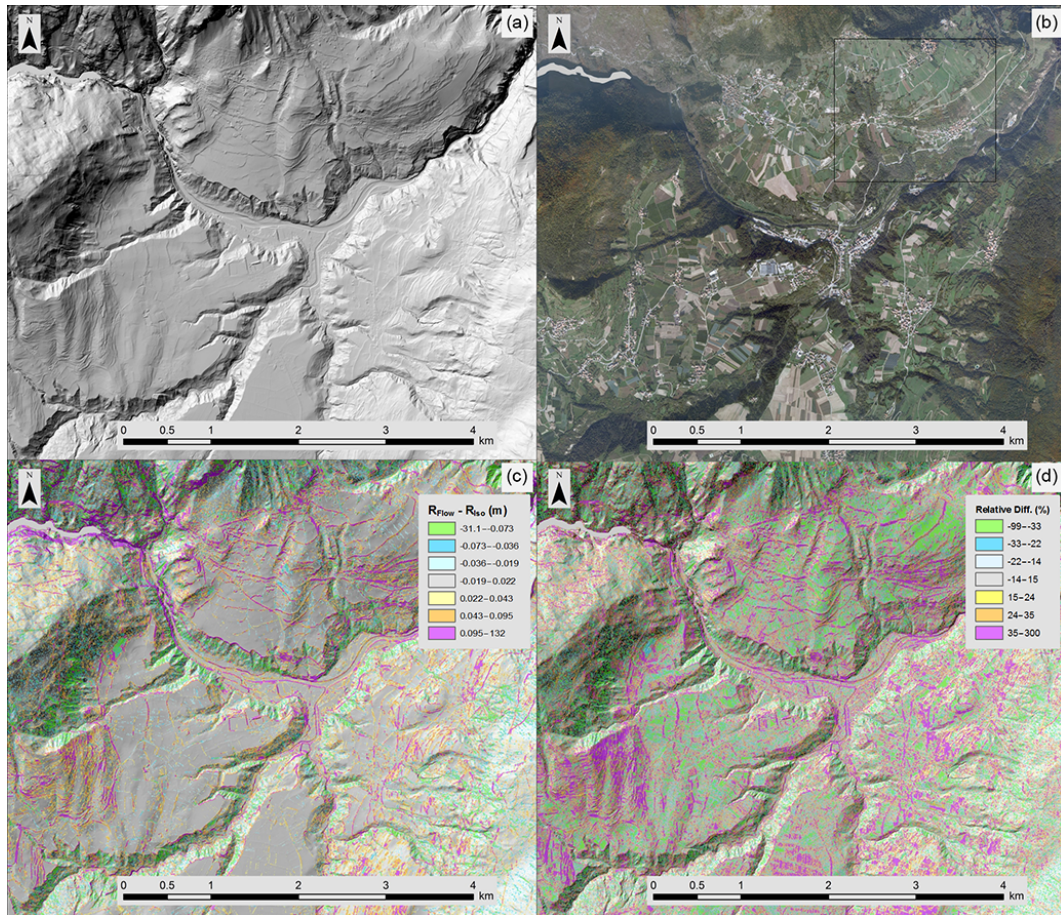 N
(a)
0 0.5 1 2 3 4
km
N
(b)
0 0.5 1 2 3 4
km
N
(c)
R Flow - R Iso (m)
-31.1–-0.073
-0.073–-0.036
-0.036–-0.019
-0.019–0.022
0.022–0.043
0.043–0.095
0.095–132
0 0.5 1 2 3 4
km
N
(d)
Relative Diff. (%)
-99–-33
-33–-22
-22–-14
-14–15
15–24
24–35
35–300
0 0.5 1 2 3 4
km